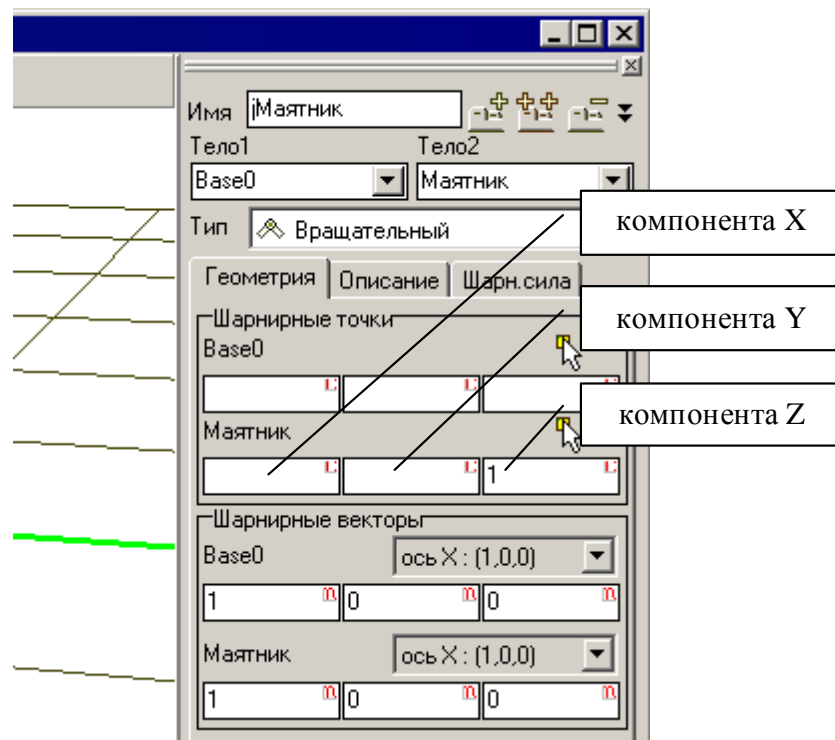 Имя jМаятник
Тело1 Тело2
Base0 Маятник
Тип Вращательный
компонента X
Геометрия Описание Шарн.сила
Шарнирные точки
компонента Y
Base0
C C C
компонента Z
Маятник
C C 1 C
Шарнирные векторы
Base0 ось X : (1,0,0)
1 n 0 n 0 n
Маятник ось X : (1,0,0)
1 n 0 n 0 n